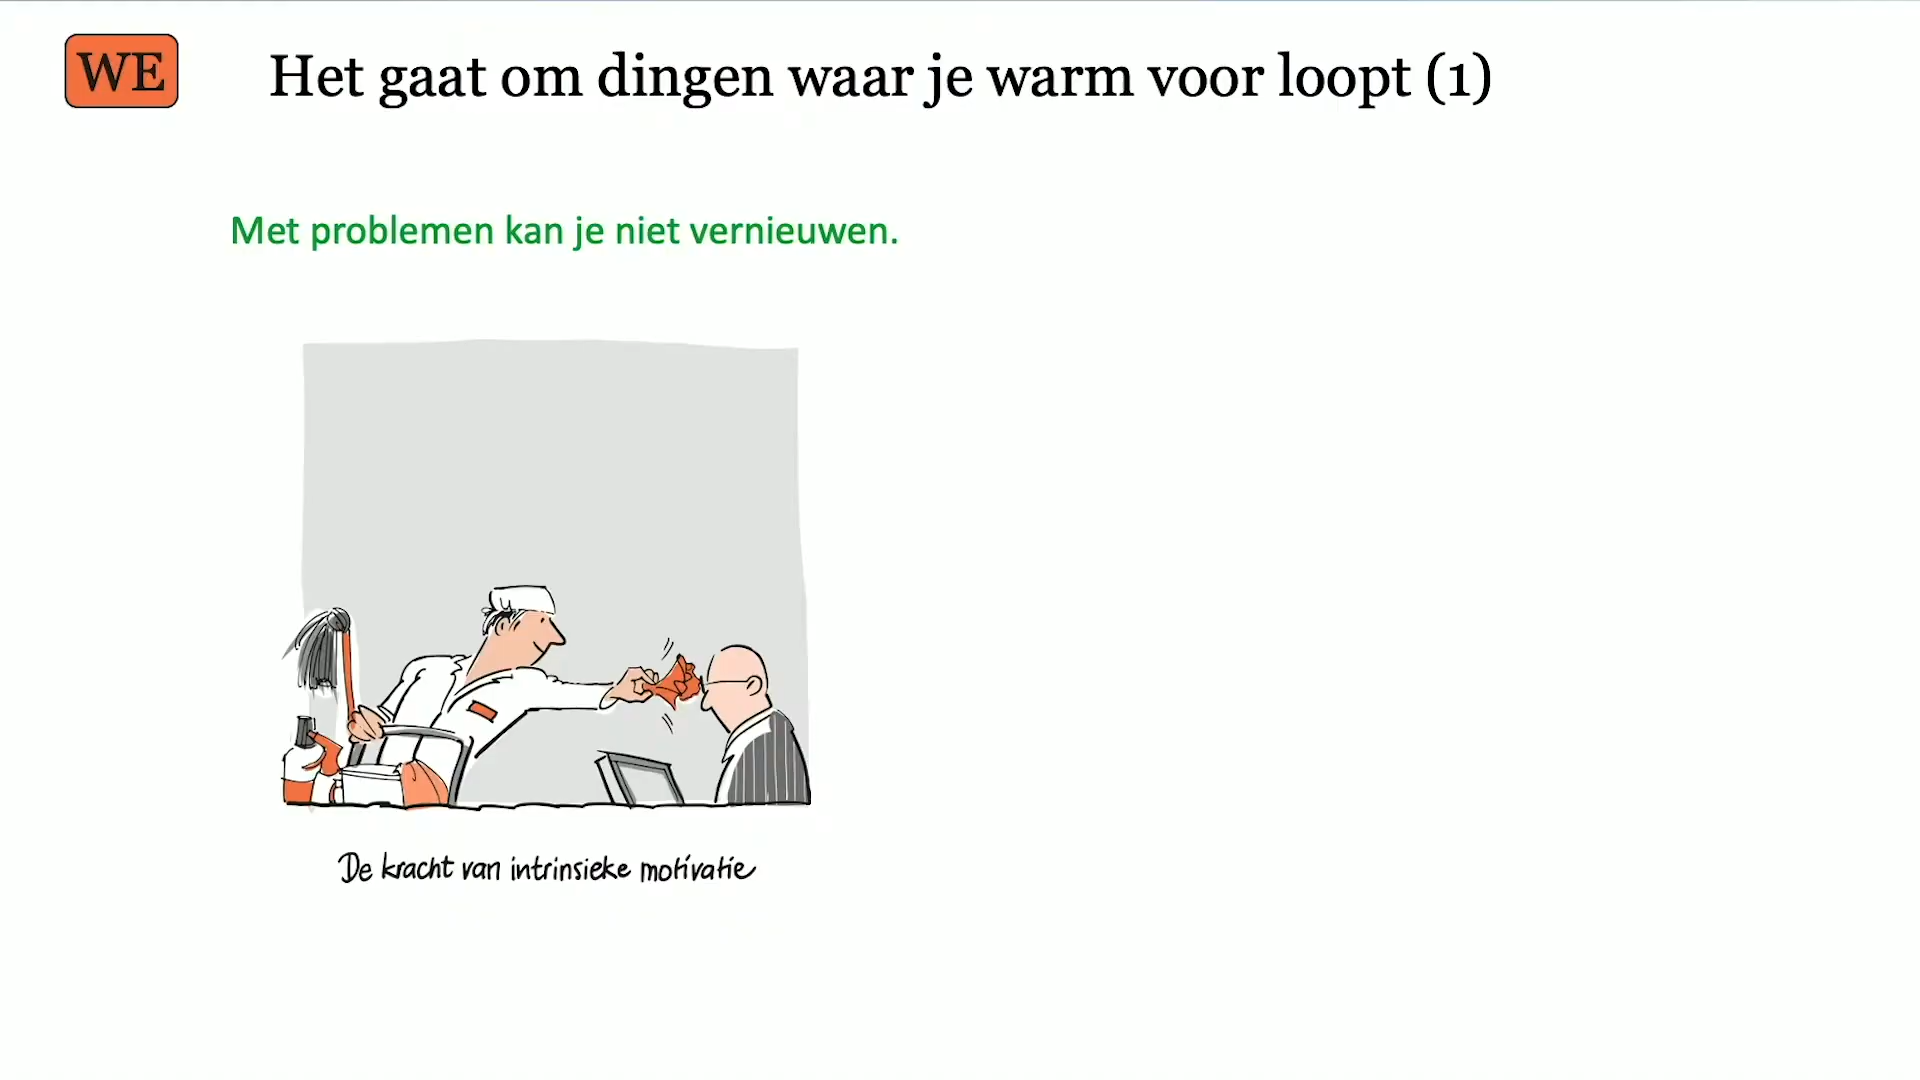 WE
Het gaat om dingen waar je warm voor loopt (1)
Met problemen kan je niet vernieuwen.
De kracht van intrinsieke motivatie